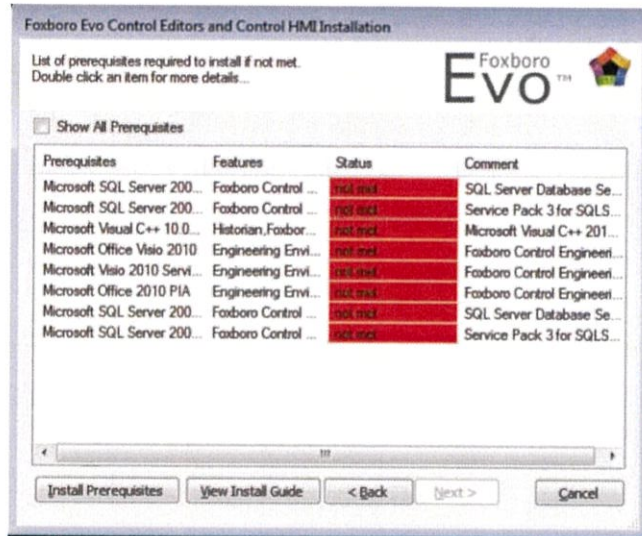 Foxboro Evo Control Editors and Control HMI Installation
List of prerequisites required to install if not met.
Double click an item for more details...
Foxboro
Evo™
Show All Prerequisites
Prerequisites Features Status Comment
Microsoft SQL Server 200... Foxboro Control ... not met SQL Server Database Se...
Microsoft SQL Server 200... Foxboro Control ... not met Service Pack 3 for SQLS...
Microsoft Visual C++ 10.0... Historian,Foxbor... not met Microsoft Visual C++ 201...
Microsoft Office Visio 2010 Engineering Envi... not met Foxboro Control Engineeri...
Microsoft Visio 2010 Servi... Engineering Envi... not met Foxboro Control Engineeri...
Microsoft Office 2010 PIA Engineering Envi... not met Foxboro Control Engineeri...
Microsoft SQL Server 200... Foxboro Control ... not met SQL Server Database Se...
Microsoft SQL Server 200... Foxboro Control ... not met Service Pack 3 for SQLS...
Install Prerequisites View Install Guide < Back Next > Cancel